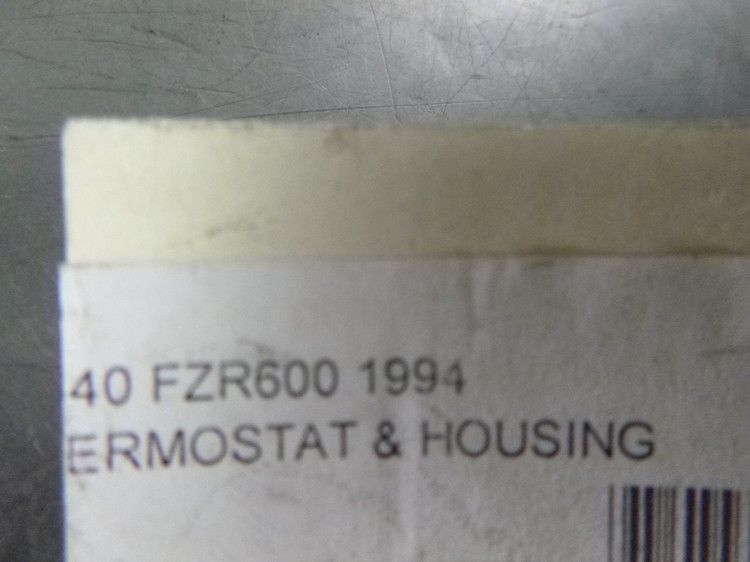 40 FZR600 1994
ERMOSTAT & HOUSING